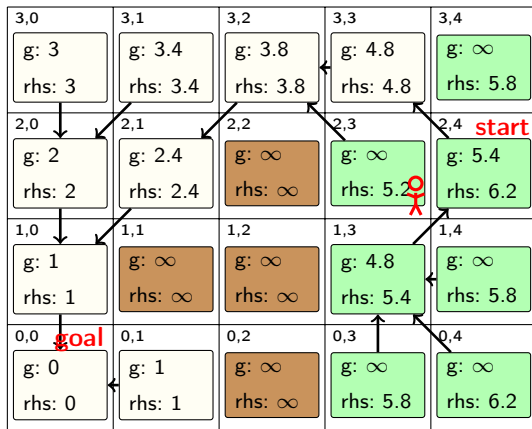 3,0 3,1 3,2 3,3 3,4
g: 3 g: 3.4 g: 3.8 g: 4.8 g: ∞
rhs: 3 rhs: 3.4 rhs: 3.8 rhs: 4.8 rhs: 5.8
2,0 2,1 2,2 2,3 2,4 start
g: 2 g: 2.4 g: ∞ g: ∞ g: 5.4
rhs: 2 rhs: 2.4 rhs: ∞ rhs: 5.2 rhs: 6.2
1,0 1,1 1,2 1,3 1,4
g: 1 g: ∞ g: ∞ g: 4.8 g: ∞
rhs: 1 rhs: ∞ rhs: ∞ rhs: 5.4 rhs: 5.8
0,0 goal 0,1 0,2 0,3 0,4
g: 0 g: 1 g: ∞ g: ∞ g: ∞
rhs: 0 rhs: 1 rhs: ∞ rhs: 5.8 rhs: 6.2